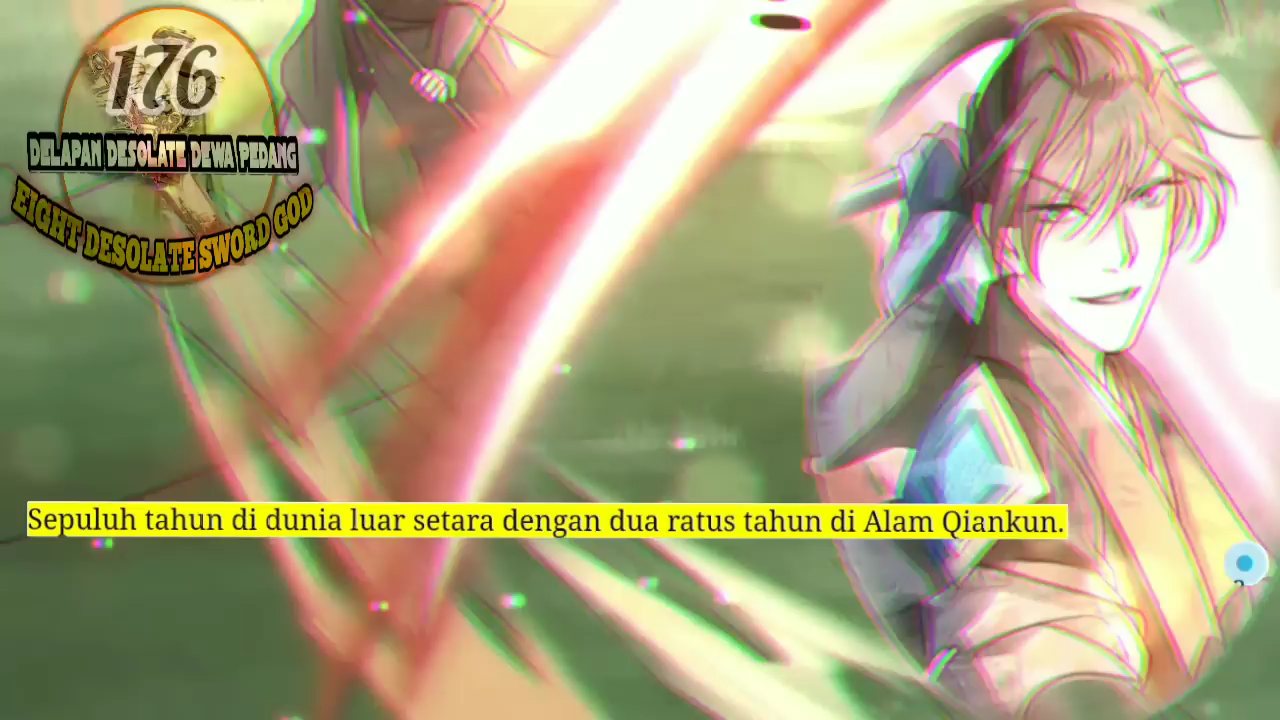 176
DELAPAN DESOLATE DEWA PEDANG
EIGHT DESOLATE SWORD GOD
Sepuluh tahun di dunia luar setara dengan dua ratus tahun di Alam Qiankun.